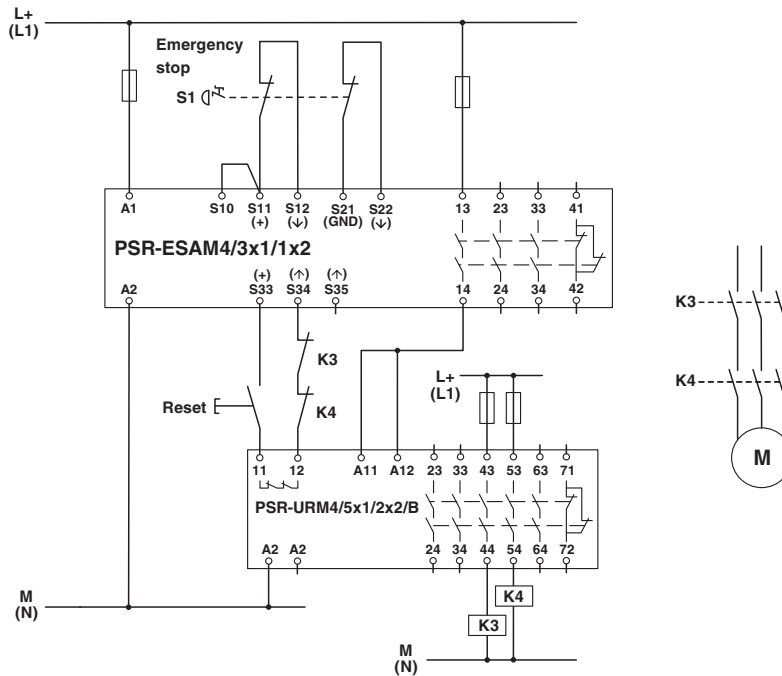 L+
(L1)
Emergency
stop
S1
A1 S10 S11 S12 S21 S22 13 23 33 41
(+) (↓) (GND) (↓)
PSR-ESAM4/3x1/1x2
(+) (↑) (↑)
A2 S33 S34 S35 14 24 34 42
K3
K4
Reset
L+
(L1)
11 12 A11 A12 23 33 43 53 63 71
PSR-URM4/5x1/2x2/B
A2 A2 24 34 44 54 64 72
K4
K3
M
(N)
M
(N)
K3
K4
M